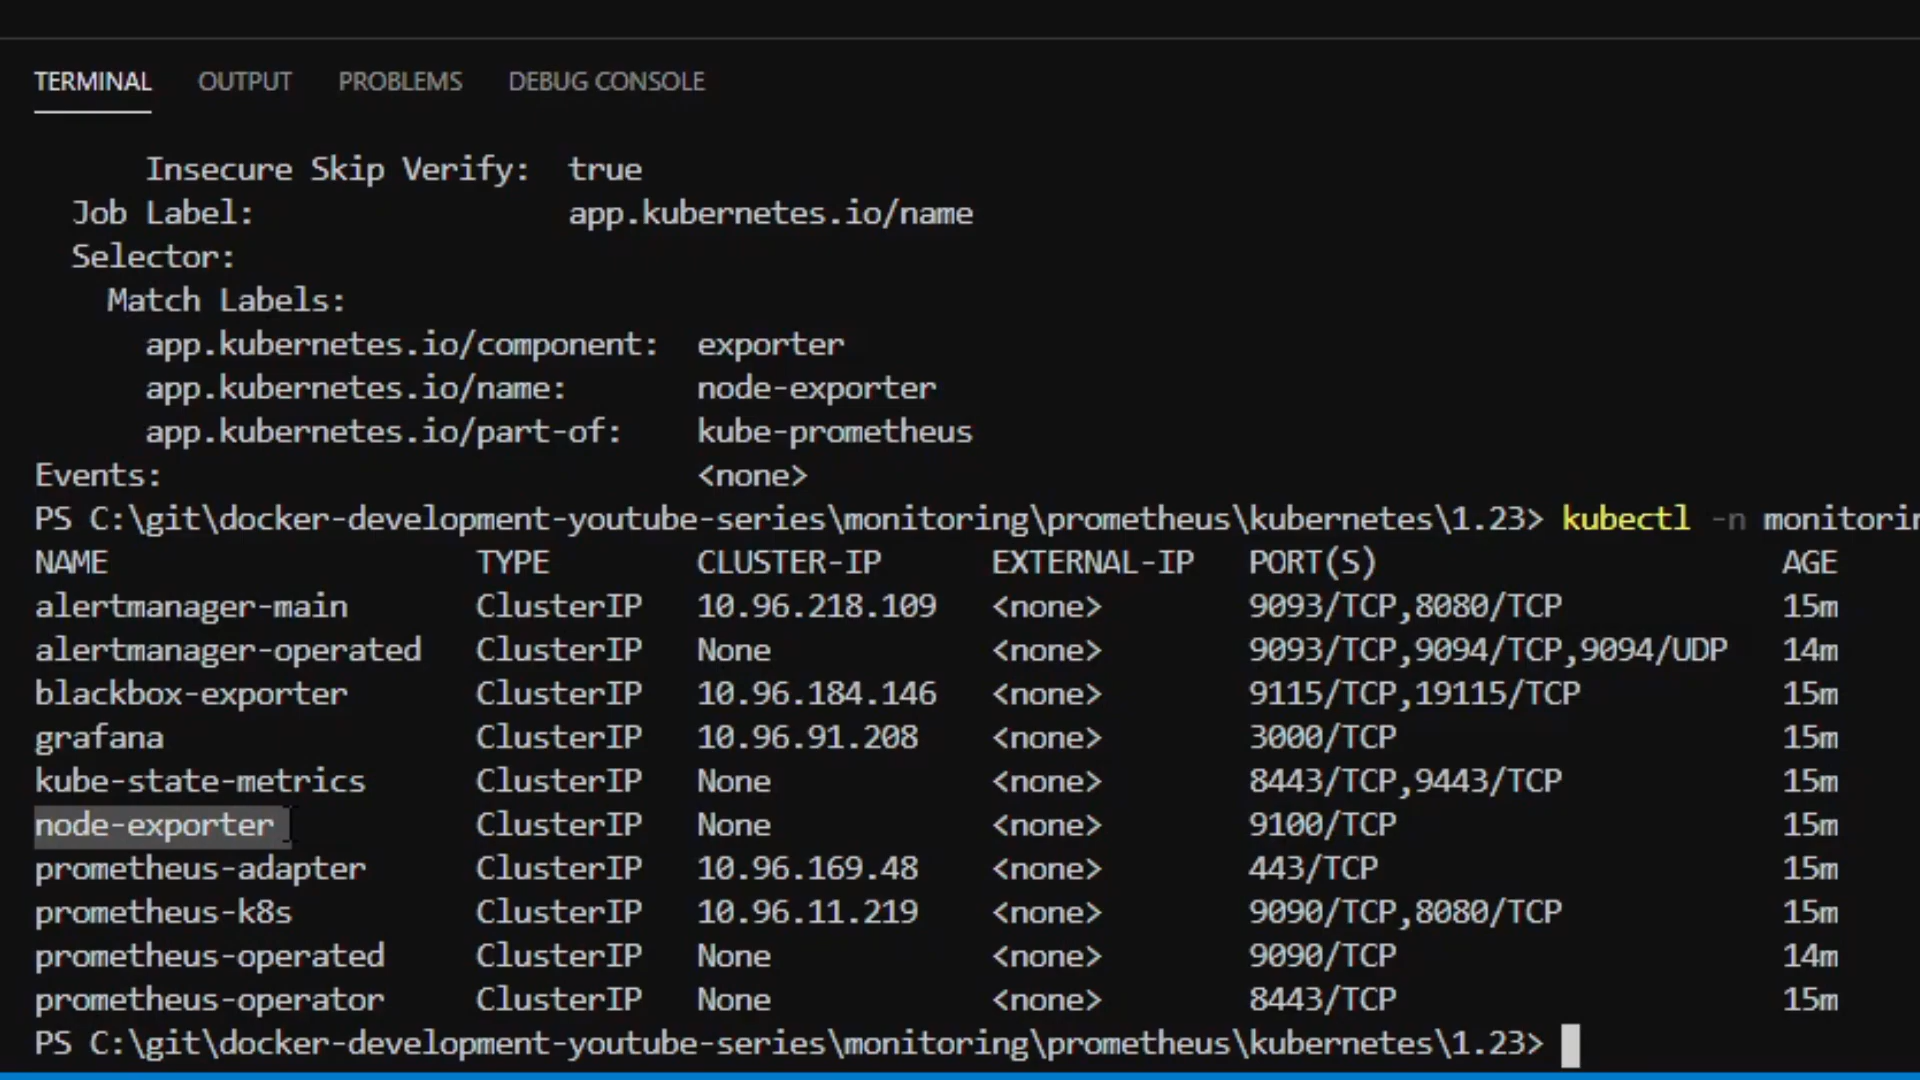 TERMINAL OUTPUT PROBLEMS DEBUG CONSOLE
Insecure Skip Verify: true
Job Label: app.kubernetes.io/name
Selector:
Match Labels:
app.kubernetes.io/component: exporter
app.kubernetes.io/name: node-exporter
app.kubernetes.io/part-of: kube-prometheus
Events: <none>
PS C:\git\docker-development-youtube-series\monitoring\prometheus\kubernetes\1.23> kubectl -n monitorin
NAME TYPE CLUSTER-IP EXTERNAL-IP PORT(S) AGE
alertmanager-main ClusterIP 10.96.218.109 <none> 9093/TCP,8080/TCP 15m
alertmanager-operated ClusterIP None <none> 9093/TCP,9094/TCP,9094/UDP 14m
blackbox-exporter ClusterIP 10.96.184.146 <none> 9115/TCP,19115/TCP 15m
grafana ClusterIP 10.96.91.208 <none> 3000/TCP 15m
kube-state-metrics ClusterIP None <none> 8443/TCP,9443/TCP 15m
node-exporter ClusterIP None <none> 9100/TCP 15m
prometheus-adapter ClusterIP 10.96.169.48 <none> 443/TCP 15m
prometheus-k8s ClusterIP 10.96.11.219 <none> 9090/TCP,8080/TCP 15m
prometheus-operated ClusterIP None <none> 9090/TCP 14m
prometheus-operator ClusterIP None <none> 8443/TCP 15m
PS C:\git\docker-development-youtube-series\monitoring\prometheus\kubernetes\1.23>